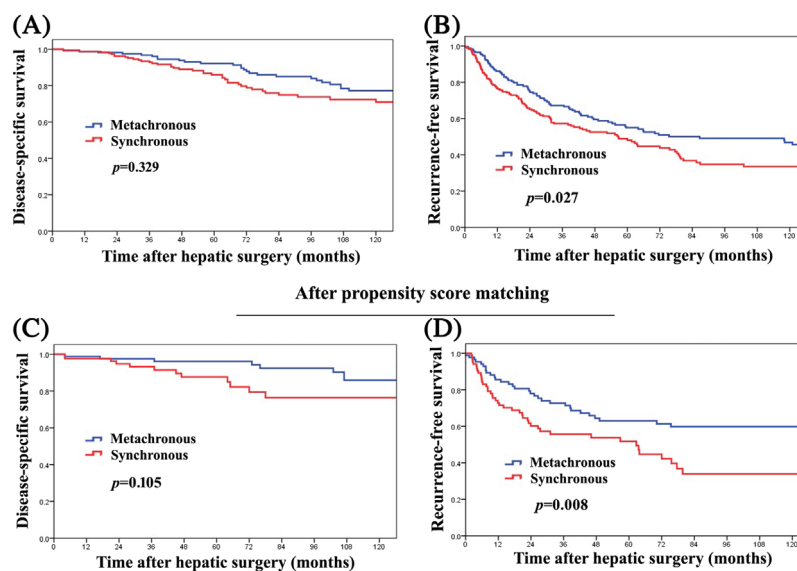 (A)
Disease-specific survival
1.0
0.8
0.6
0.4
0.2
0.0
Metachronous
Synchronous
p=0.329
0 12 24 36 48 60 72 84 96 108 120
Time after hepatic surgery (months)
(B)
Recurrence-free survival
1.0
0.8
0.6
0.4
0.2
0.0
Metachronous
Synchronous
p=0.027
0 12 24 36 48 60 72 84 96 108 120
Time after hepatic surgery (months)
After propensity score matching
(C)
Disease-specific survival
1.0
0.8
0.6
0.4
0.2
0.0
Metachronous
Synchronous
p=0.105
0 12 24 36 48 60 72 84 96 108 120
Time after hepatic surgery (months)
(D)
Recurrence-free survival
1.0
0.8
0.6
0.4
0.2
0.0
Metachronous
Synchronous
p=0.008
0 12 24 36 48 60 72 84 96 108 120
Time after hepatic surgery (months)